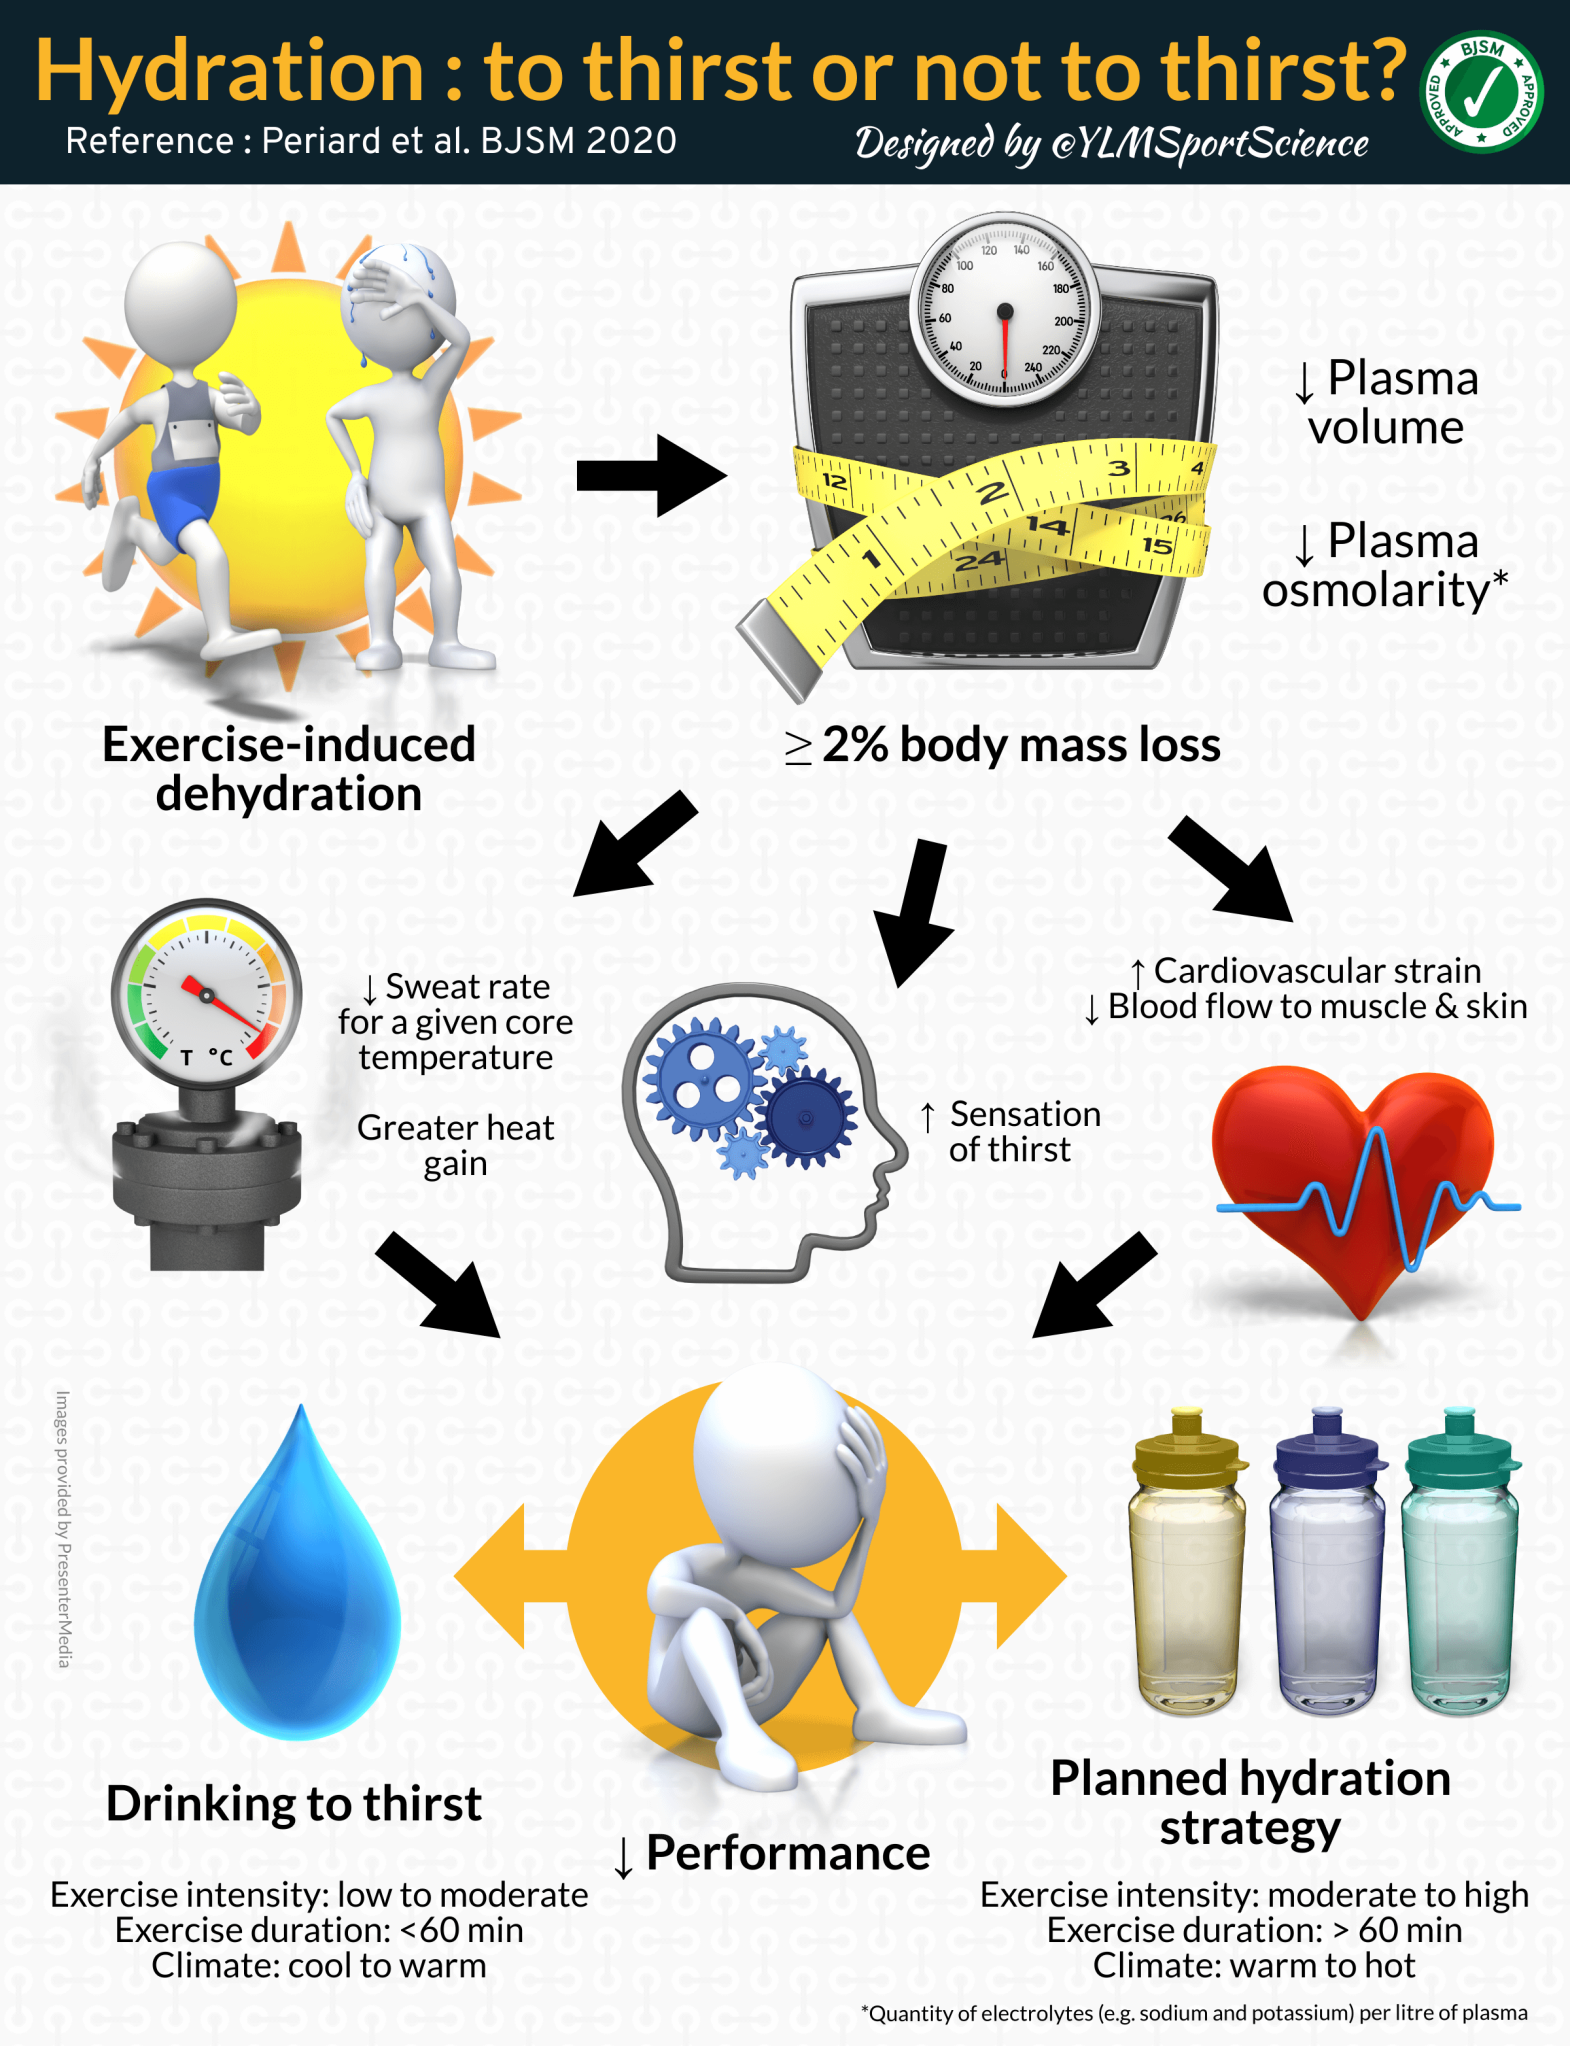 Hydration : to thirst or not to thirst?
Reference : Periard et al. BJSM 2020
Designed by @YLMSportScience
BJSM
APPROVED
APPROVED
0
20
40
60
80
100
120
140
160
180
200
220
240
12
1
2
3
4
14
15
24
26
↓ Plasma
volume
↓ Plasma
osmolarity*
Exercise-induced
dehydration
≥ 2% body mass loss
T °C
↓ Sweat rate
for a given core
temperature
Greater heat
gain
↑ Sensation
of thirst
↑ Cardiovascular strain
↓ Blood flow to muscle & skin
Images provided by PresenterMedia
Drinking to thirst
Exercise intensity: low to moderate
Exercise duration: <60 min
Climate: cool to warm
↓ Performance
Planned hydration
strategy
Exercise intensity: moderate to high
Exercise duration: > 60 min
Climate: warm to hot
*Quantity of electrolytes (e.g. sodium and potassium) per litre of plasma